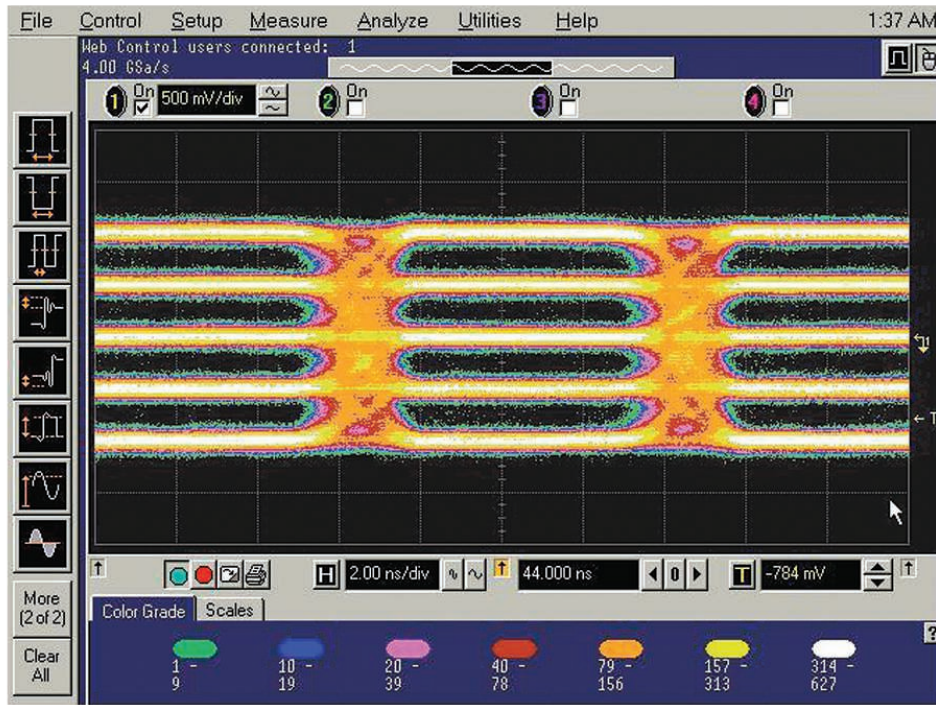 File Control Setup Measure Analyze Utilities Help 1:37 AM
Web Control users connected: 1
4.00 GSa/s
1 On 500 mV/div 2 On 3 On 4 On
T
H 2.00 ns/div 44.000 ns 0 T -784 mV
More
(2 of 2)
Color Grade Scales
?
Clear
All
1 - 10 - 20 - 40 - 79 - 157 - 314 -
9 19 39 78 156 313 627